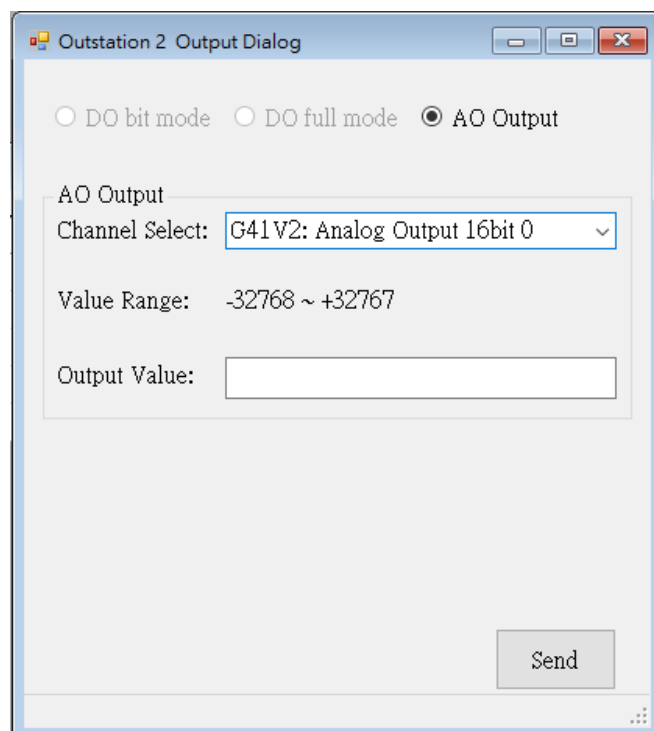 Outstation 2 Output Dialog
DO bit mode DO full mode AO Output
AO Output
Channel Select: G41V2: Analog Output 16bit 0
Value Range: -32768 ~ +32767
Output Value:
Send